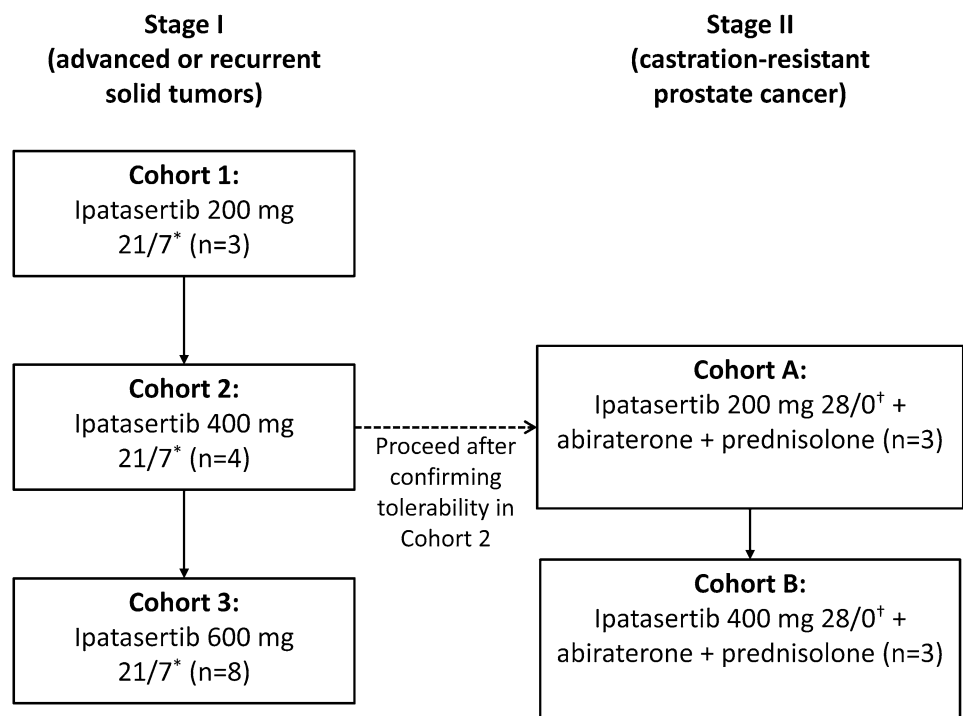 Stage I
(advanced or recurrent
solid tumors)
Cohort 1:
Ipatasertib 200 mg
21/7* (n=3)
Cohort 2:
Ipatasertib 400 mg
21/7* (n=4)
Cohort 3:
Ipatasertib 600 mg
21/7* (n=8)
Proceed after
confirming
tolerability in
Cohort 2
Stage II
(castration-resistant
prostate cancer)
Cohort A:
Ipatasertib 200 mg 28/0† +
abiraterone + prednisolone (n=3)
Cohort B:
Ipatasertib 400 mg 28/0† +
abiraterone + prednisolone (n=3)